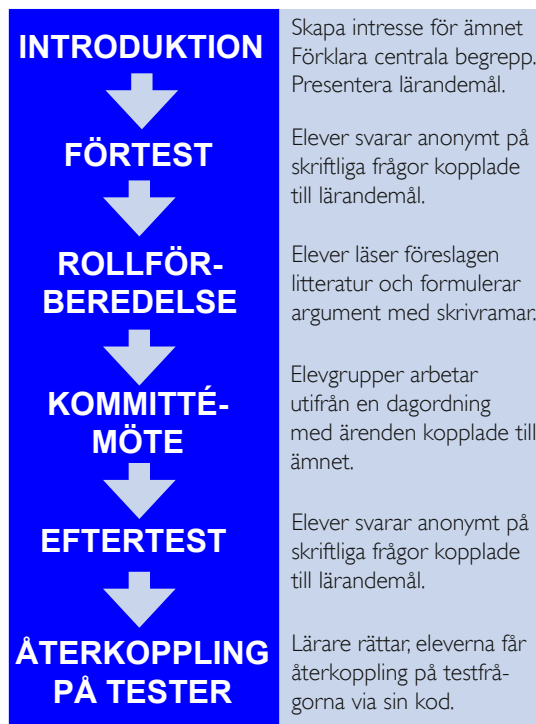 INTRODUKTION
Skapa intresse för ämnet
Förklara centrala begrepp.
Presentera lärandemål.
FÖRTEST
Elever svarar anonymt på
skriftliga frågor kopplade
till lärandemål.
ROLLFÖR-
BEREDELSE
Elever läser föreslagen
litteratur och formulerar
argument med skrivramar.
KOMMITTÉ-
MÖTE
Elevgrupper arbetar
utifrån en dagordning
med ärenden kopplade till
ämnet.
EFTERTEST
Elever svarar anonymt på
skriftliga frågor kopplade
till lärandemål.
ÅTERKOPPLING
PÅ TESTER
Lärare rättar, eleverna får
återkoppling på testfrå-
gorna via sin kod.